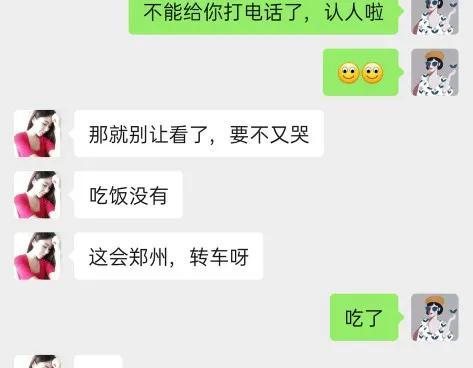 不能给你打电话了，认人啦
那就别让看了，要不又哭
吃饭没有
这会郑州，转车呀
吃了